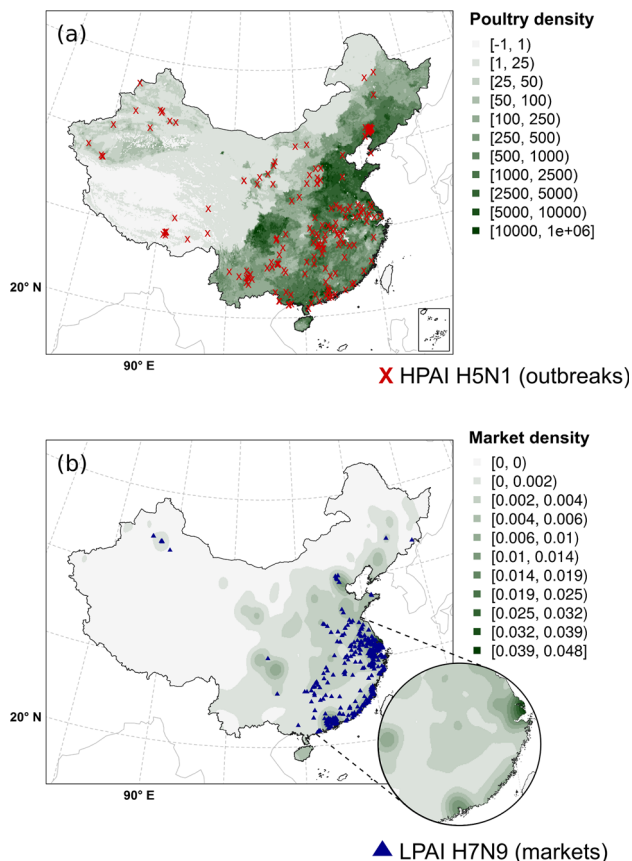 (a)
Poultry density
[-1, 1)
[1, 25)
[25, 50)
[50, 100)
[100, 250)
[250, 500)
[500, 1000)
[1000, 2500)
[2500, 5000)
[5000, 10000)
[10000, 1e+06]
20° N
90° E
X HPAI H5N1 (outbreaks)
(b)
Market density
[0, 0)
[0, 0.002)
[0.002, 0.004)
[0.004, 0.006)
[0.006, 0.01)
[0.01, 0.014)
[0.014, 0.019)
[0.019, 0.025)
[0.025, 0.032)
[0.032, 0.039)
[0.039, 0.048]
20° N
90° E
LPAI H7N9 (markets)